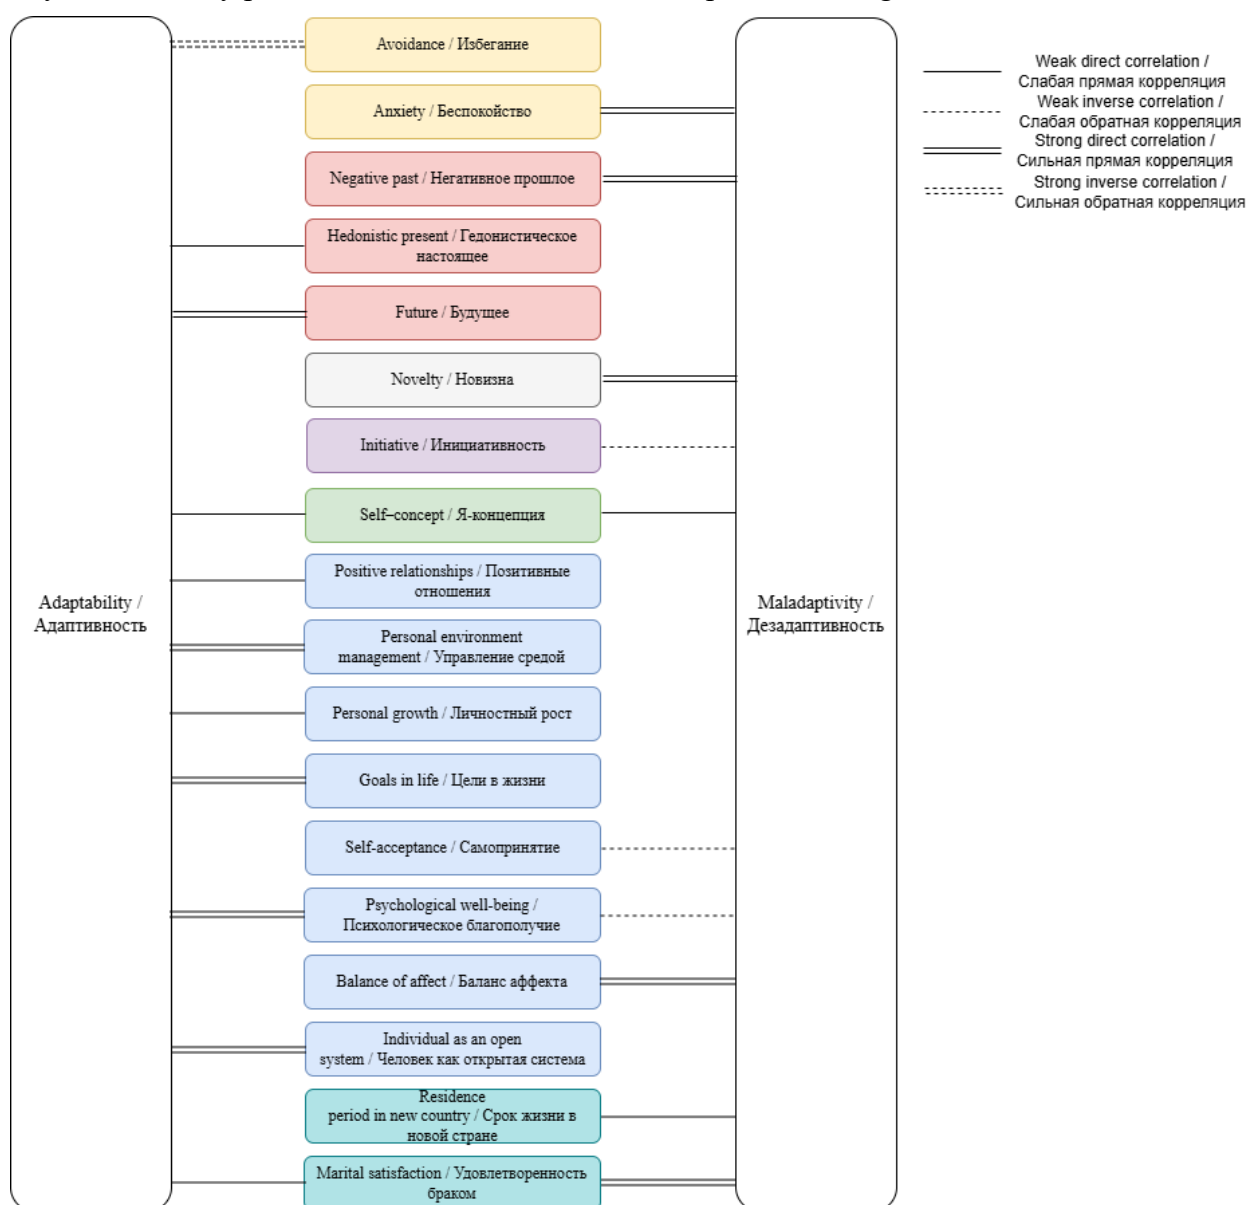 Avoidance / Избегание
Anxiety / Беспокойство
Negative past / Негативное прошлое
Hedonistic present / Гедонистическое
настоящее
Future / Будущее
Novelty / Новизна
Initiative / Инициативность
Self–concept / Я-концепция
Positive relationships / Позитивные
отношения
Personal environment
management / Управление средой
Personal growth / Личностный рост
Goals in life / Цели в жизни
Self-acceptance / Самопринятие
Psychological well-being /
Психологическое благополучие
Balance of affect / Баланс аффекта
Individual as an open
system / Человек как открытая система
Residence
period in new country / Срок жизни в
новой стране
Marital satisfaction / Удовлетворенность
браком
Adaptability /
Адаптивность
Maladaptivity /
Дезадаптивность
Weak direct correlation /
Слабая прямая корреляция
Weak inverse correlation /
Слабая обратная корреляция
Strong direct correlation /
Сильная прямая корреляция
Strong inverse correlation /
Сильная обратная корреляция